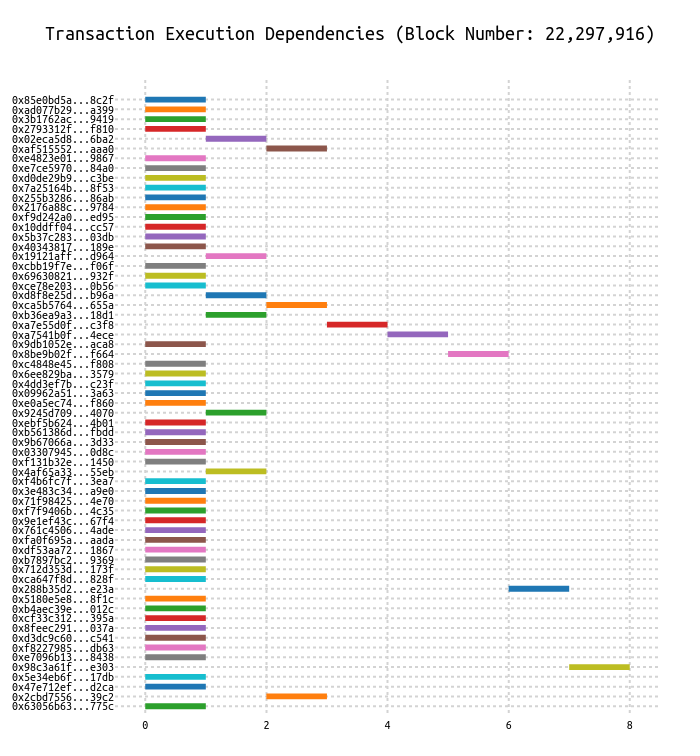 Transaction Execution Dependencies (Block Number: 22,297,916)
0x85e0bd5a...8c2f
0xad077b29...a399
0x3b1762ac...9419
0x2793312f...f810
0x02eca5d8...6ba2
0xaf515552...aaa0
0xe4823e01...9867
0xe7ce5970...84a0
0xd0de29b9...c3be
0x7a25164b...8f53
0x255b3286...86ab
0x2176a88c...9784
0xf9d242a0...ed95
0x10ddff04...cc57
0x5b37c283...03db
0x40343817...189e
0x19121aff...d964
0xcbb19f7e...f06f
0x69630821...932f
0xce78e203...0b56
0xd8f8e25d...b96a
0xca5b5764...655a
0xb36ea9a3...18d1
0xa7e55d0f...c3f8
0xa7541b0f...4ece
0x9db1052e...aca8
0x8be9b02f...f664
0xc4848e45...f808
0x6ee829ba...3579
0x4dd3ef7b...c23f
0x09962a51...3a63
0xe0a5ec74...f860
0x9245d709...4070
0xebf5b624...4b01
0xb561386d...fbdd
0x9b67066a...3d33
0x03307945...0d8c
0xf131b32e...1450
0x4af65a33...55eb
0xf4b6fc7f...3ea7
0x3e483c34...a9e0
0x71f98425...4e70
0xf7f9406b...4c35
0x9e1ef43c...67f4
0x761c4506...4ade
0xfa0f695a...aada
0xdf53aa72...1867
0xb7897bc2...9369
0x712d353d...173f
0xca647f8d...828f
0x288b35d2...e23a
0x5180e5e8...8f1c
0xb4aec39e...012c
0xcf33c312...395a
0x8feec291...037a
0xd3dc9c60...c541
0xf8227985...db63
0xe7096b13...8438
0x98c3a61f...e303
0x5e34eb6f...17db
0x47e712ef...d2ca
0x2cbd7556...39c2
0x63056b63...775c
0 2 4 6 8